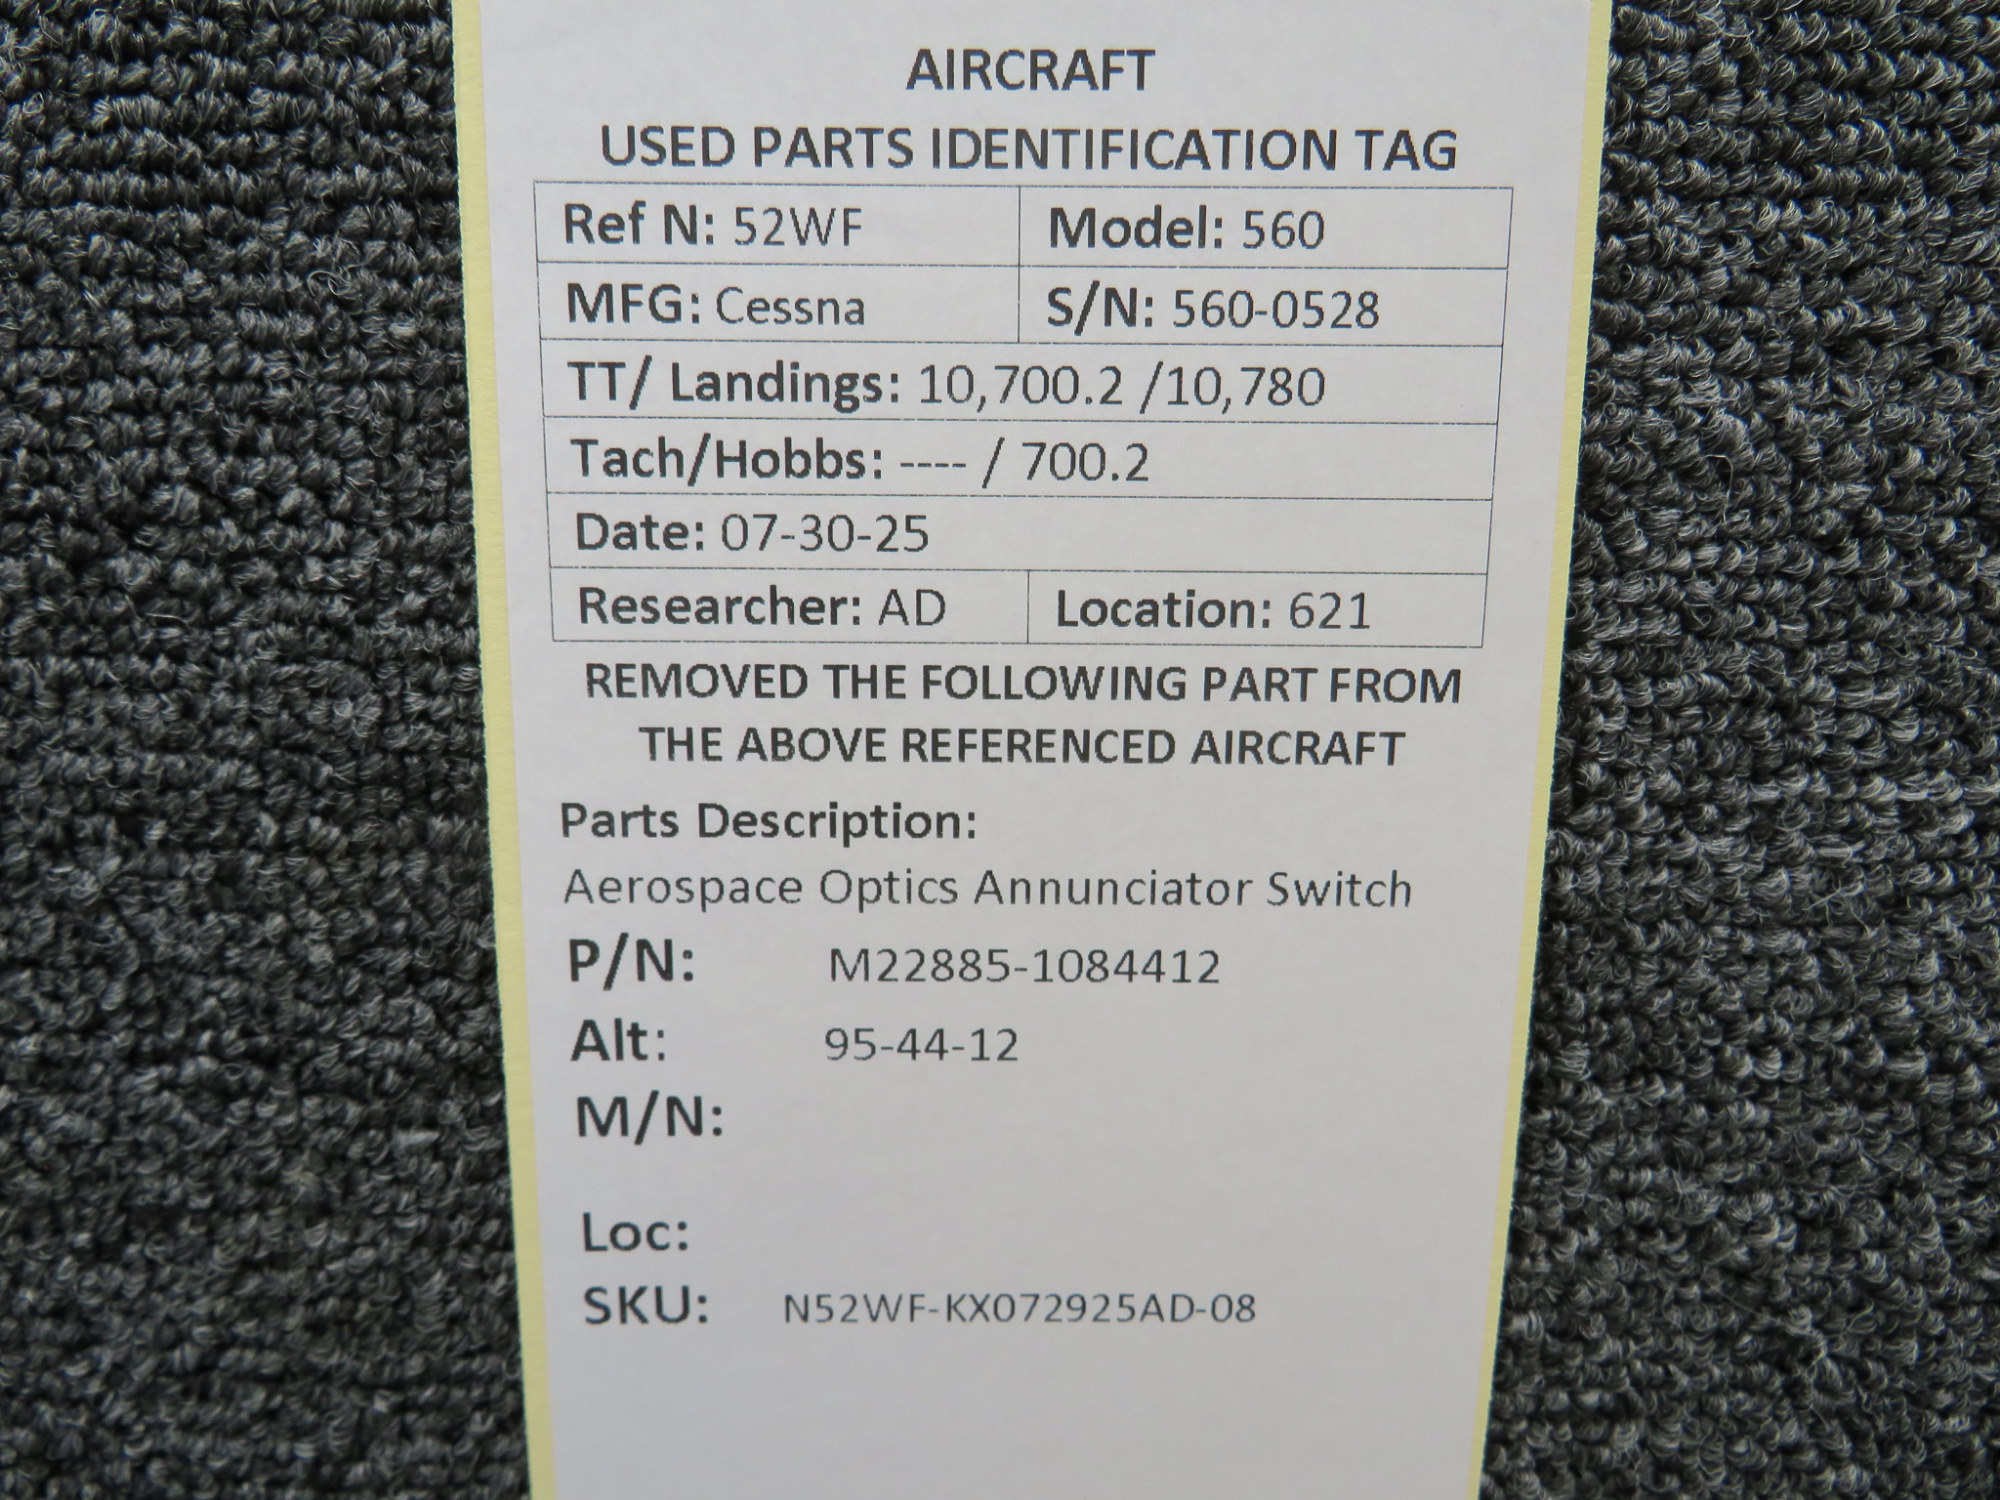 AIRCRAFT
USED PARTS IDENTIFICATION TAG
Ref N: 52WF Model: 560
MFG: Cessna S/N: 560-0528
TT/ Landings: 10,700.2 /10,780
Tach/Hobbs: ---- / 700.2
Date: 07-30-25
Researcher: AD Location: 621
REMOVED THE FOLLOWING PART FROM
THE ABOVE REFERENCED AIRCRAFT
Parts Description:
Aerospace Optics Annunciator Switch
P/N: M22885-1084412
Alt: 95-44-12
M/N:
Loc:
SKU: N52WF-KX072925AD-08